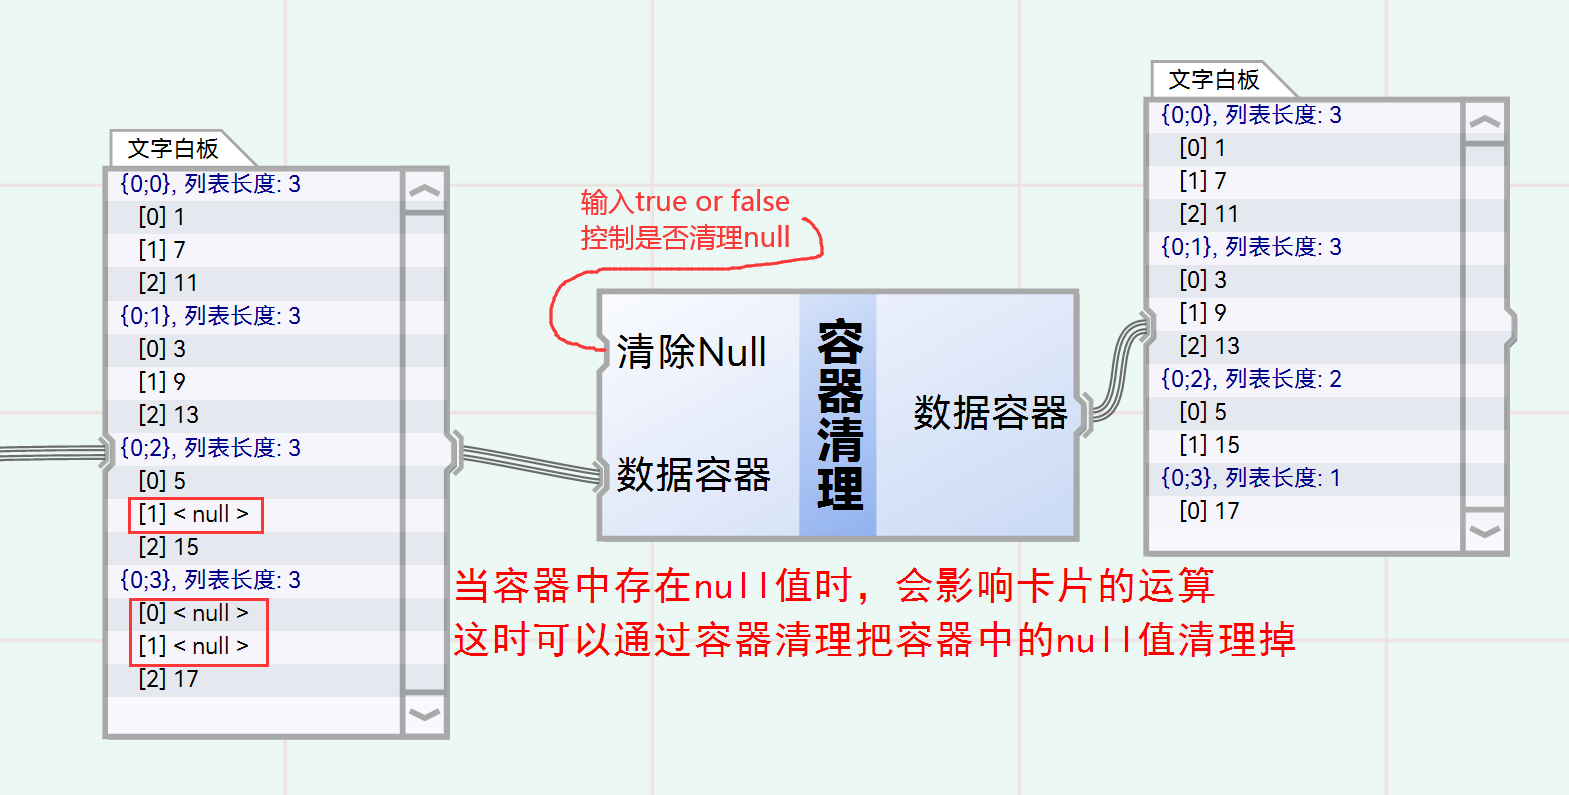 文字白板
{0;0}, 列表长度: 3
[0] 1
[1] 7
[2] 11
{0;1}, 列表长度: 3
[0] 3
[1] 9
[2] 13
{0;2}, 列表长度: 3
[0] 5
[1] < null >
[2] 15
{0;3}, 列表长度: 3
[0] < null >
[1] < null >
[2] 17
输入true or false
控制是否清理null
清除Null
数据容器
容器清理
数据容器
当容器中存在null值时，会影响卡片的运算
这时可以通过容器清理把容器中的null值清理掉
文字白板
{0;0}, 列表长度: 3
[0] 1
[1] 7
[2] 11
{0;1}, 列表长度: 3
[0] 3
[1] 9
[2] 13
{0;2}, 列表长度: 2
[0] 5
[1] 15
{0;3}, 列表长度: 1
[0] 17